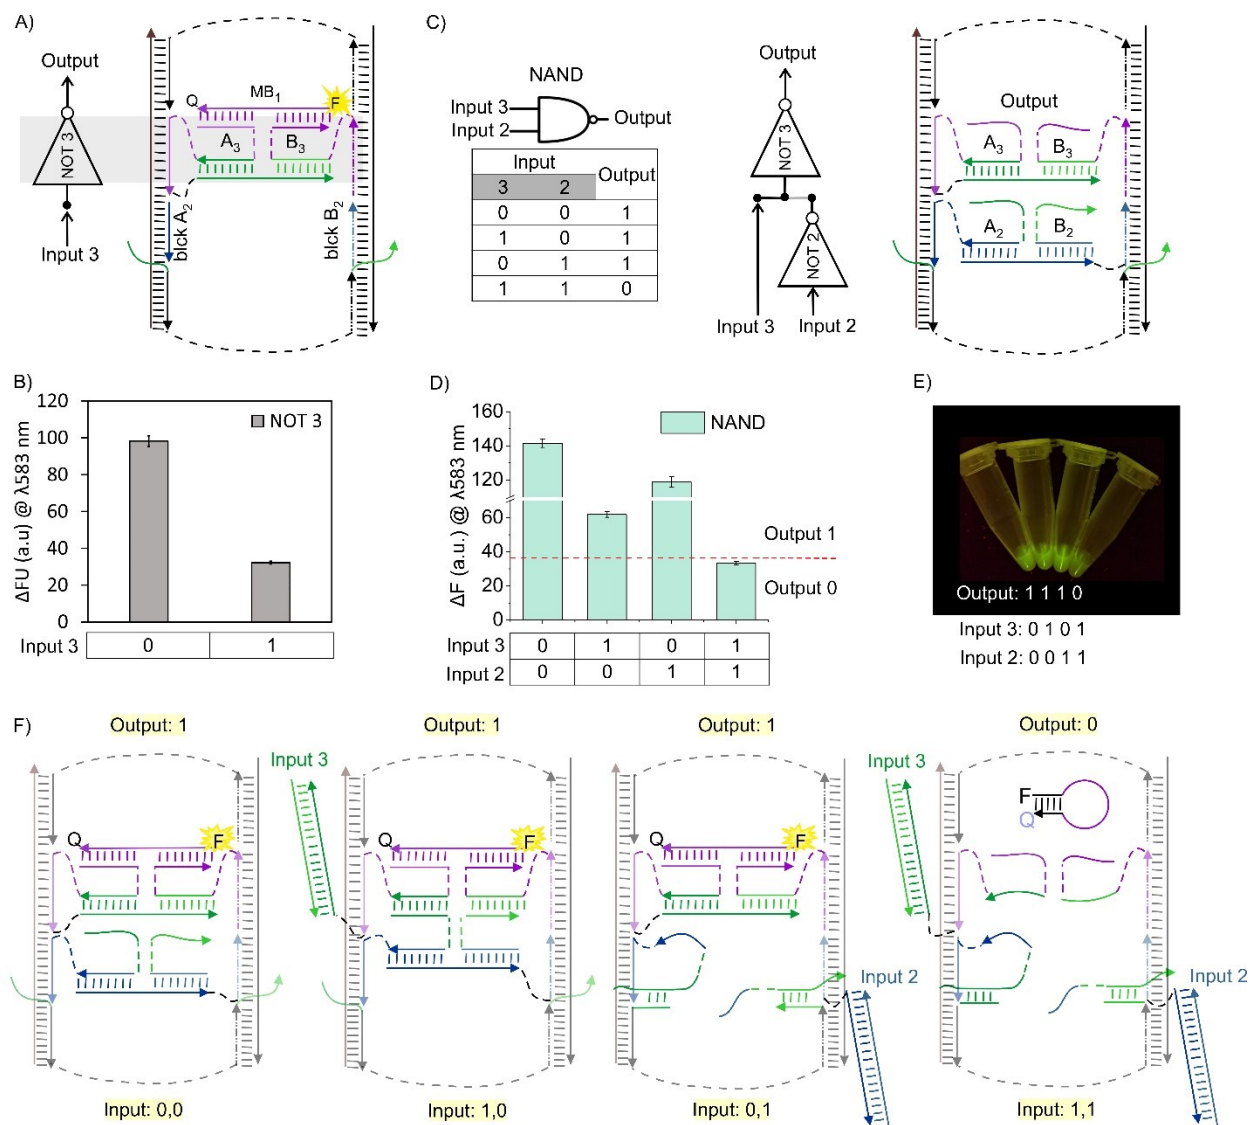 A)
Output
NOT 3
Input 3
Q
MB1
F
A3
B3
blck A2
blck B2
C)
NAND
Input 3
Input 2
Output
Input
Output
3 2
0 0 1
1 0 1
0 1 1
1 1 0
Output
NOT 3
NOT 2
Input 3
Input 2
Output
A3
B3
A2
B2
B)
ΔFU (a.u) @ λ583 nm
120
100
80
60
40
20
0
NOT 3
Input 3 0 1
D)
ΔF (a.u.) @ λ583 nm
160
140
120
60
40
20
0
NAND
Output 1
Output 0
Input 3 0 1 0 1
Input 2 0 0 1 1
E)
Output: 1 1 1 0
Input 3: 0 1 0 1
Input 2: 0 0 1 1
F)
Output: 1
Q
F
Input: 0,0
Output: 1
Input 3
Q
F
Input: 1,0
Output: 1
Q
F
Input 2
Input: 0,1
Output: 0
Input 3
F
Q
Input 2
Input: 1,1